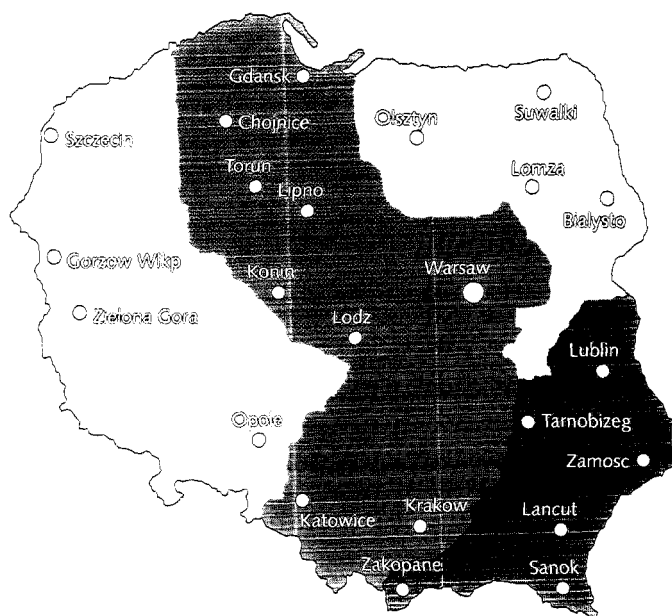 Gdansk
Suwalki
Chojnice
Olsztyn
Szczecin
Torun
Lomza
Lipno
Bialysto
Gorzow Wlkp
Konin
Warsaw
Zielona Gora
Lodz
Lublin
Opole
Tarnobizeg
Zamosc
Katowice
Krakow
Lancut
Zakopane
Sanok